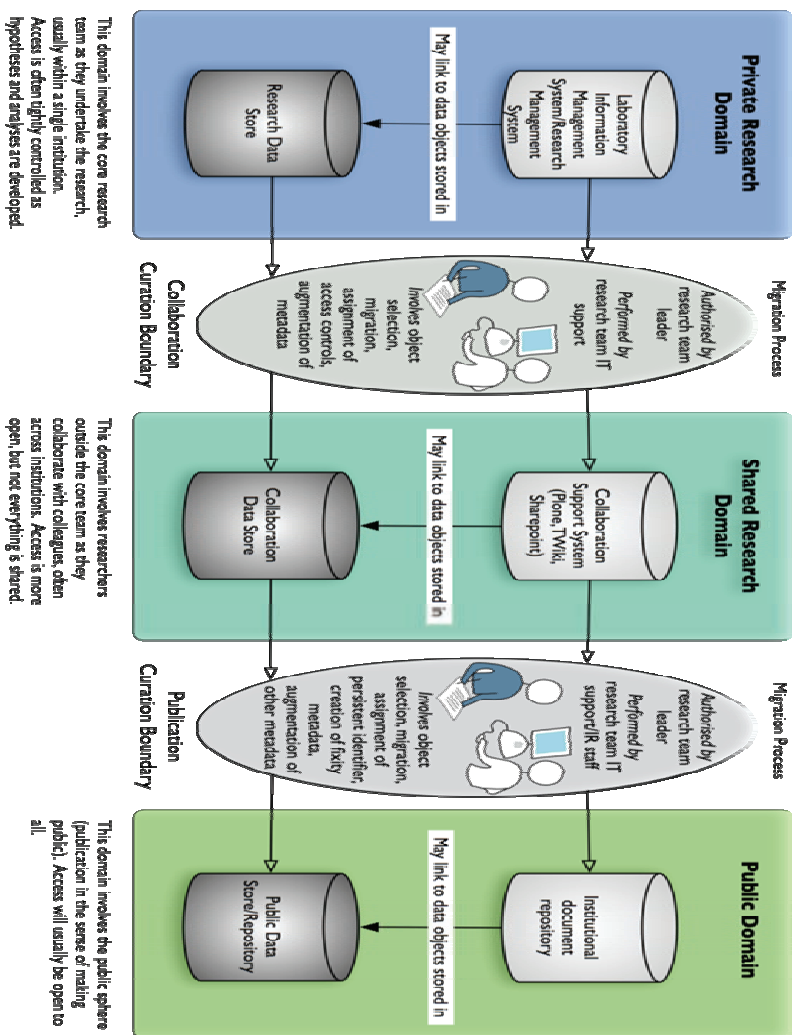 Private Research
Domain
Laboratory
Information
Management
System/Research
Management
System
May link to data objects stored in
Research Data
Store
This domain involves the core research
team as they undertake the research,
usually within a single institution.
Access is often tightly controlled as
hypotheses and analyses are developed.
Migration Process
Authorised by
research team
leader
Performed by
research team IT
support
Involves object
selection,
migration,
assignment of
access controls,
augmentation of
metadata
Collaboration
Curation Boundary
Shared Research
Domain
Collaboration
Support System
(Plone, TWiki,
Sharepoint)
May link to data objects stored in
Collaboration
Data Store
This domain involves researchers
outside the core team as they
collaborate with colleagues, often
across institutions. Access is more
open, but not everything is shared.
Migration Process
Authorised by
research team
leader
Performed by
research team IT
support/IR staff
Involves object
selection, migration,
assignment of
persistent identifier,
creation of fixity
metadata,
augmentation of
other metadata
Publication
Curation Boundary
Public Domain
Institutional
document
repository
May link to data objects stored in
Public Data
Store/Repository
This domain involves the public sphere
(publication in the sense of making
public). Access will usually be open to
all.